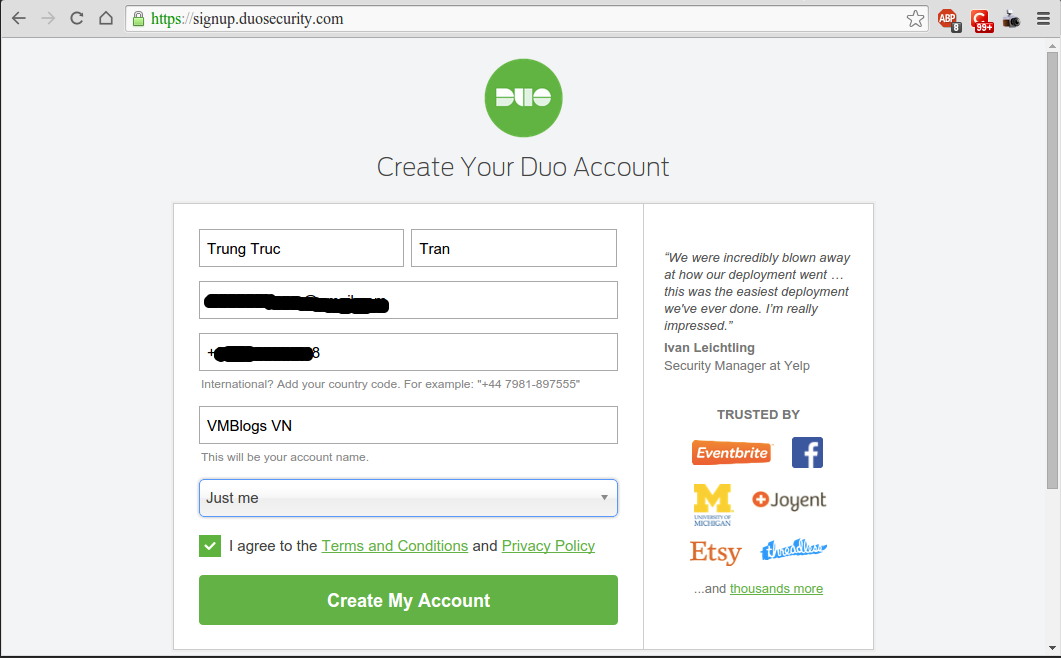 https://signup.duosecurity.com
ABP
8
99+
DUO
Create Your Duo Account
Trung Truc
Tran
+
8
International? Add your country code. For example: "+44 7981-897555"
VMBlogs VN
This will be your account name.
Just me
I agree to the Terms and Conditions and Privacy Policy
Create My Account
“We were incredibly blown away
at how our deployment went …
this was the easiest deployment
we've ever done. I'm really
impressed.”
Ivan Leichtling
Security Manager at Yelp
TRUSTED BY
Eventbrite
f
M
UNIVERSITY OF
MICHIGAN
Joyent
Etsy
threadless
...and thousands more